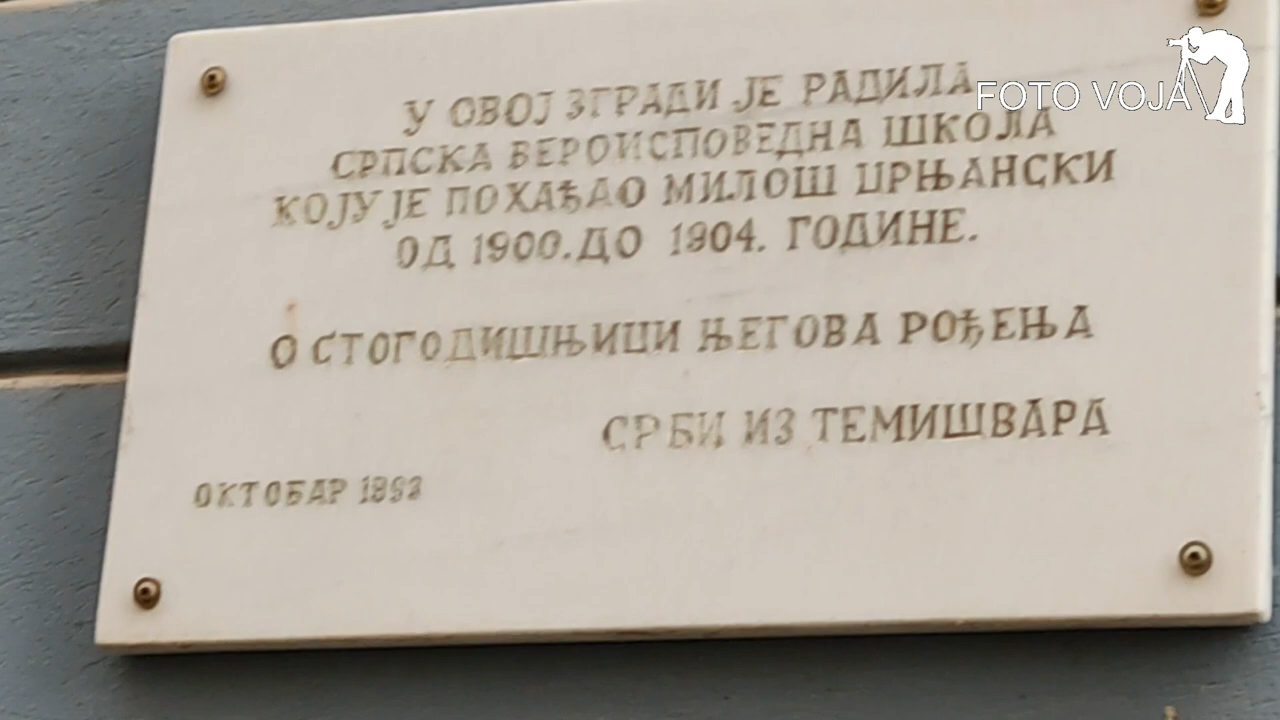 FOTO VOJA
У ОВОЈ ЗГРАДИ ЈЕ РАДИЛА
СРПСКА ВЕРОИСПОВЕДНА ШКОЛА
КОЈУ ЈЕ ПОХАЂАО МИЛОШ ЦРЊАНСКИ
ОД 1900. ДО 1904. ГОДИНЕ.
О СТОГОДИШЊИЦИ ЊЕГОВА РОЂЕЊА
СРБИ ИЗ ТЕМИШВАРА
ОКТОБАР